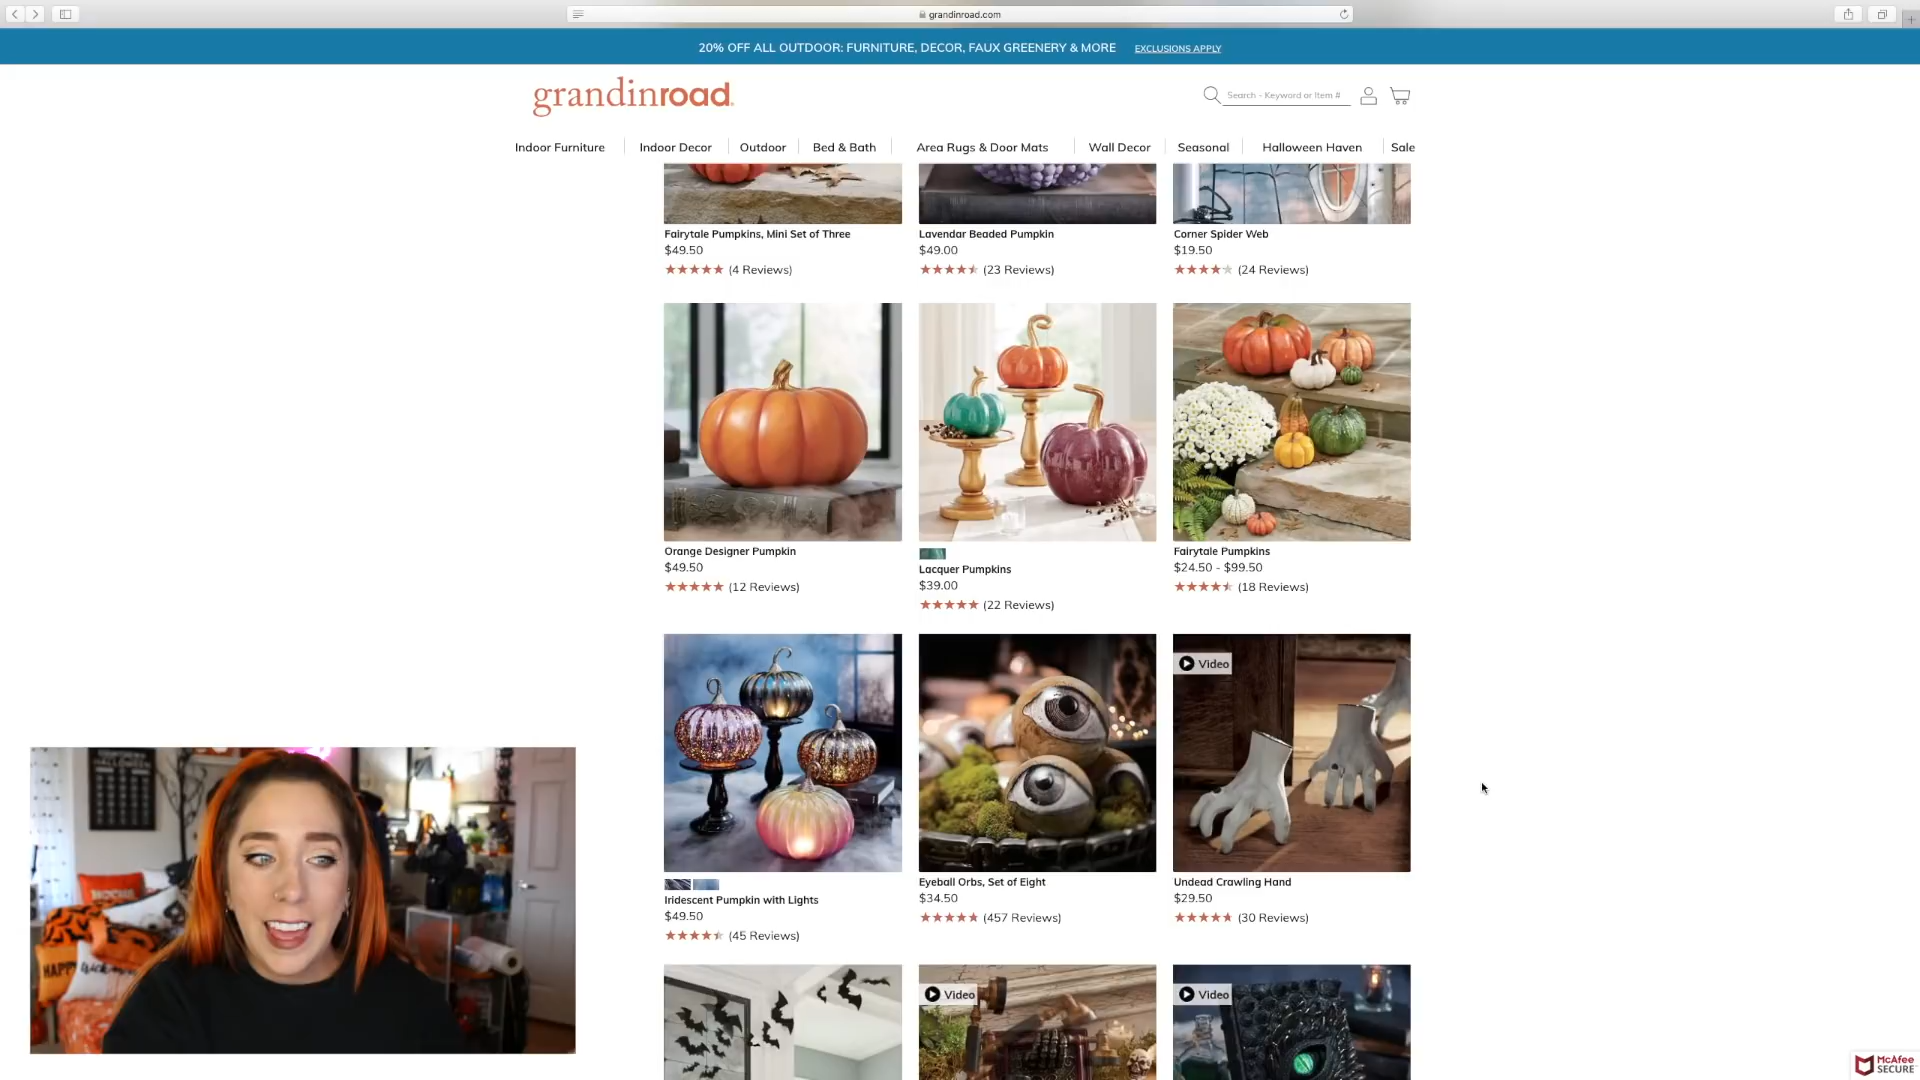 grandinroad.com
20% OFF ALL OUTDOOR: FURNITURE, DECOR, FAUX GREENERY & MORE EXCLUSIONS APPLY
grandinroad.
Search - Keyword or Item #
Indoor Furniture Indoor Decor Outdoor Bed & Bath Area Rugs & Door Mats Wall Decor Seasonal Halloween Haven Sale
Fairytale Pumpkins, Mini Set of Three
$49.50
(4 Reviews)
Lavendar Beaded Pumpkin
$49.00
(23 Reviews)
Corner Spider Web
$19.50
(24 Reviews)
Orange Designer Pumpkin
$49.50
(12 Reviews)
Lacquer Pumpkins
$39.00
(22 Reviews)
Fairytale Pumpkins
$24.50 - $99.50
(18 Reviews)
Iridescent Pumpkin with Lights
$49.50
(45 Reviews)
Eyeball Orbs, Set of Eight
$34.50
(457 Reviews)
Video
Undead Crawling Hand
$29.50
(30 Reviews)
Video
Video
HAPPY
McAfee
SECURE